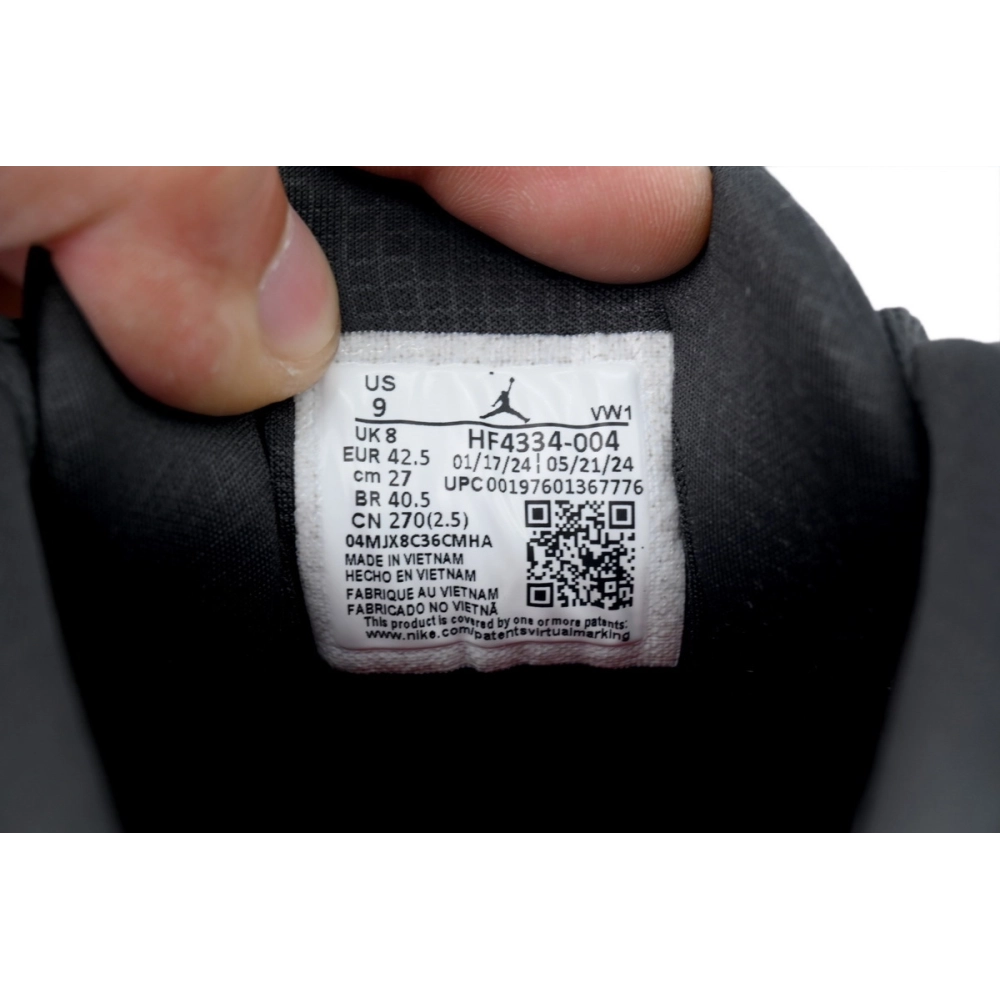 US
9
VW1
UK 8
HF4334-004
EUR 42.5
01/17/24 | 05/21/24
cm 27
UPC 00197601367776
BR 40.5
CN 270(2.5)
04MJX8C36CMHA
MADE IN VIETNAM
HECHO EN VIETNAM
FABRIQUE AU VIETNAM
FABRICADO NO VIETNÃ
This product is covered by one or more patents:
www.nike.com/patentsvirtualmarking